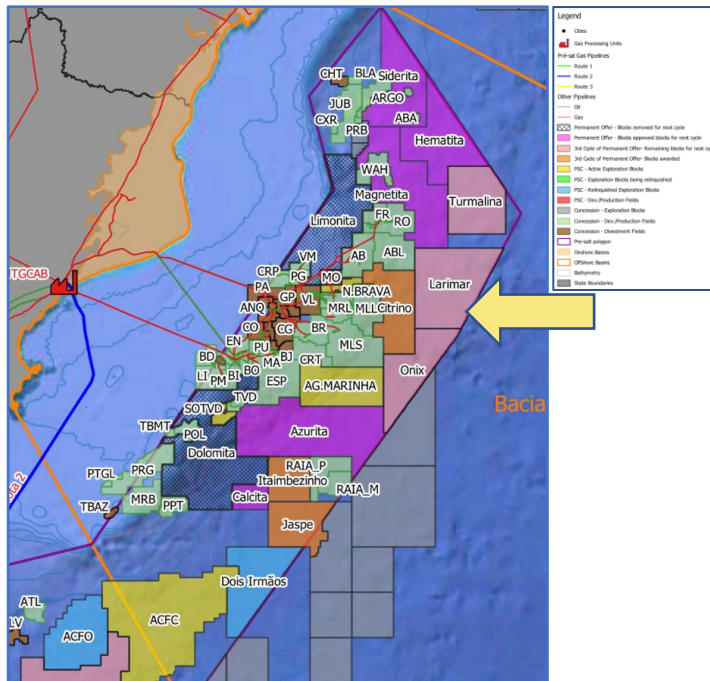 Legend
Cities
Gas Processing Units
Pré-sal Gas Pipelines
Route 1
Route 2
Route 3
Other Pipelines
Oil
Gas
Permanent Offer - Blocks removed for next cycle
Permanent Offer - Blocks approved blocks for next cycle
3rd Cycle of Permanent Offer- Remaining blocks for next cy
3rd Cycle of Permanent Offer- Blocks awarded
PSC - Active Exploration Blocks
PSC - Exploration Blocks being relinquished
PSC - Relinquished Exploration Blocks
PSC - Dev./Production Fields
Concession - Exploration Blocks
Concession - Dev./Production Fields
Concession - Divestment Fields
Pre-salt polygon
Onshore Basins
Offshore Basins
Bathymetry
State Boundaries
CHT
BLA
Siderita
JUB
ARGO
CXR
PRB
ABA
Hematita
WAH
Turmalina
Magnetita
Limonita
FR
RO
VM
AB
ABL
UTGCAB
CRP
PG
MO
Larimar
PA
GP
VL
N.BRAVA
ANQ
MRL
MLL
Citrino
CO
CG
BR
EN
PU
MLS
BD
MA
BJ
CRT
Onix
LI
PM
BI
BO
ESP
AG.MARINHA
TVD
SOTVD
Bacia
TBMT
POL
Azurita
Dolomita
PTGL
PRG
RAIA_P
Itaimbezinho
RAIA_M
TBAZ
MRB
PPT
Calcita
Jaspe
ota 2
Dois Irmãos
ATL
ACFC
LV
ACFO